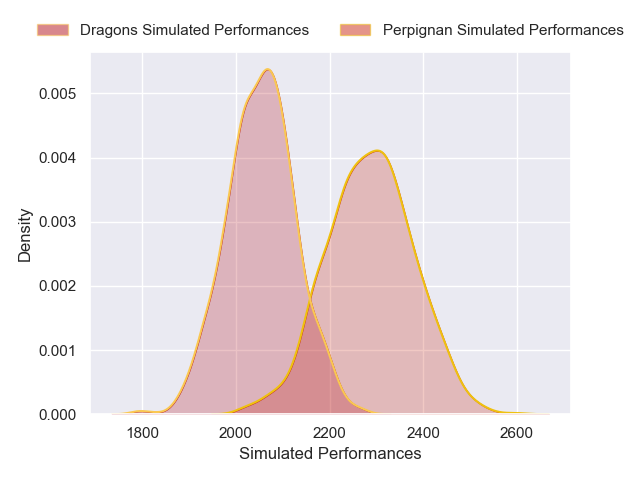 Dragons Simulated Performances
Perpignan Simulated Performances
0.005
0.004
0.003
0.002
0.001
0.000
Density
1800 2000 2200 2400 2600
Simulated Performances